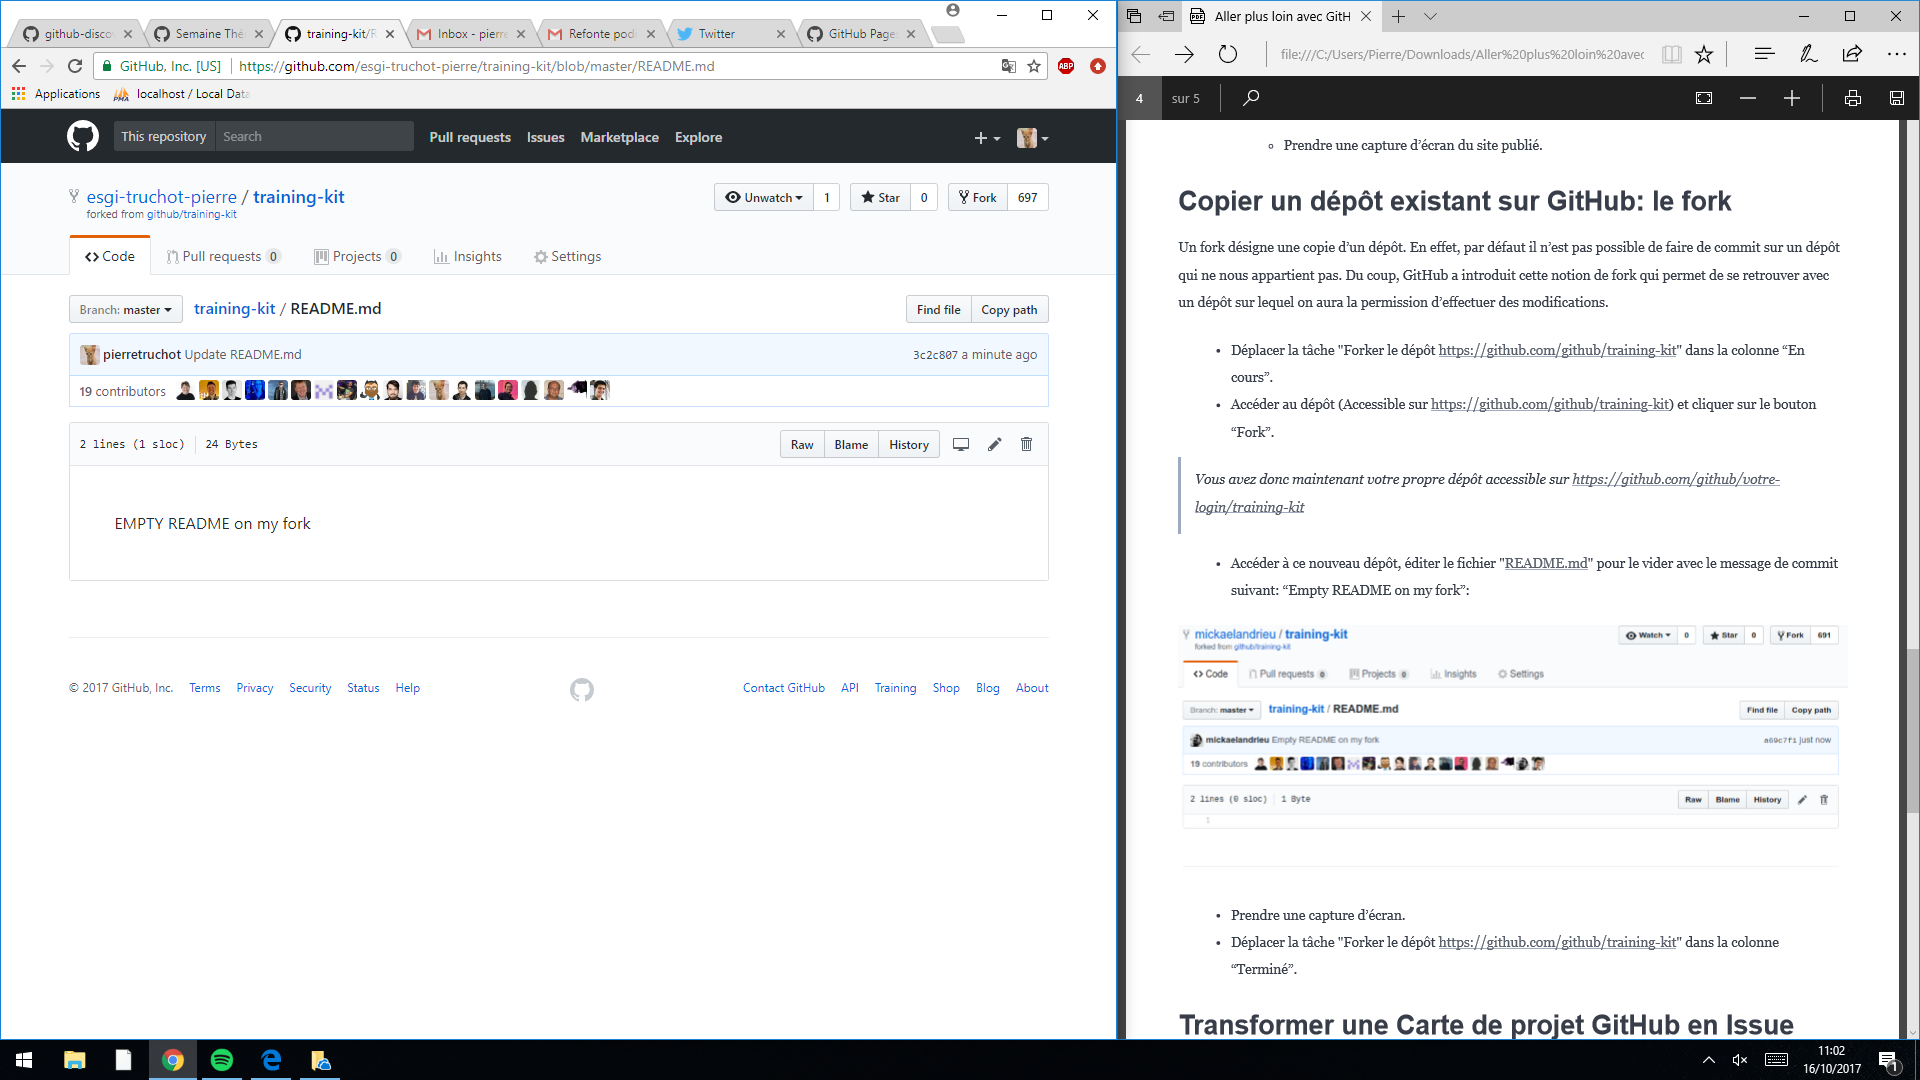 github-disco
Semaine Thé
training-kit/R
Inbox - pierre
Refonte pod
Twitter
GitHub Page
GitHub, Inc. [US]
https://github.com/esgi-truchot-pierre/training-kit/blob/master/README.md
ABP
Applications
PMA
localhost / Local Data
This repository
Search
Pull requests
Issues
Marketplace
Explore
esgi-truchot-pierre / training-kit
forked from github/training-kit
Unwatch 1
Star 0
Fork 697
Code
Pull requests 0
Projects 0
Insights
Settings
Branch: master
training-kit / README.md
Find file
Copy path
pierretruchot Update README.md
3c2c807 a minute ago
19 contributors
2 lines (1 sloc)
24 Bytes
Raw
Blame
History
EMPTY README on my fork
© 2017 GitHub, Inc.
Terms
Privacy
Security
Status
Help
Contact GitHub
API
Training
Shop
Blog
About
PDF
Aller plus loin avec GitH
file:///C:/Users/Pierre/Downloads/Aller%20plus%20loin%20avec
4
sur 5
Prendre une capture d’écran du site publié.
Copier un dépôt existant sur GitHub: le fork
Un fork désigne une copie d’un dépôt. En effet, par défaut il n’est pas possible de faire de commit sur un dépôt
qui ne nous appartient pas. Du coup, GitHub a introduit cette notion de fork qui permet de se retrouver avec
un dépôt sur lequel on aura la permission d’effectuer des modifications.
• Déplacer la tâche "Forker le dépôt https://github.com/github/training-kit" dans la colonne “En
cours”.
• Accéder au dépôt (Accessible sur https://github.com/github/training-kit) et cliquer sur le bouton
“Fork”.
Vous avez donc maintenant votre propre dépôt accessible sur https://github.com/github/votre-
login/training-kit
• Accéder à ce nouveau dépôt, éditer le fichier "README.md" pour le vider avec le message de commit
suivant: “Empty README on my fork”:
mickaelandrieu / training-kit
forked from github/training-kit
Watch 0
Star 0
Fork 691
Code
Pull requests 0
Projects 0
Insights
Settings
Branch: master
training-kit / README.md
Find file
Copy path
mickaelandrieu Empty README on my fork
a69c7f1 just now
19 contributors
2 lines (0 sloc)
1 Byte
Raw
Blame
History
1
• Prendre une capture d’écran.
• Déplacer la tâche "Forker le dépôt https://github.com/github/training-kit" dans la colonne
“Terminé”.
Transformer une Carte de projet GitHub en Issue
11:02
16/10/2017
1